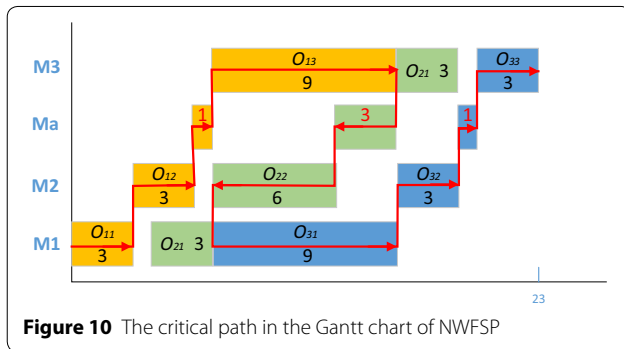 M3
O13
9
O21 3
O33
3
Ma
1
3
1
M2
O12
3
O22
6
O32
3
M1
O11
3
O21 3
O31
9
23
Figure 10 The critical path in the Gantt chart of NWFSP